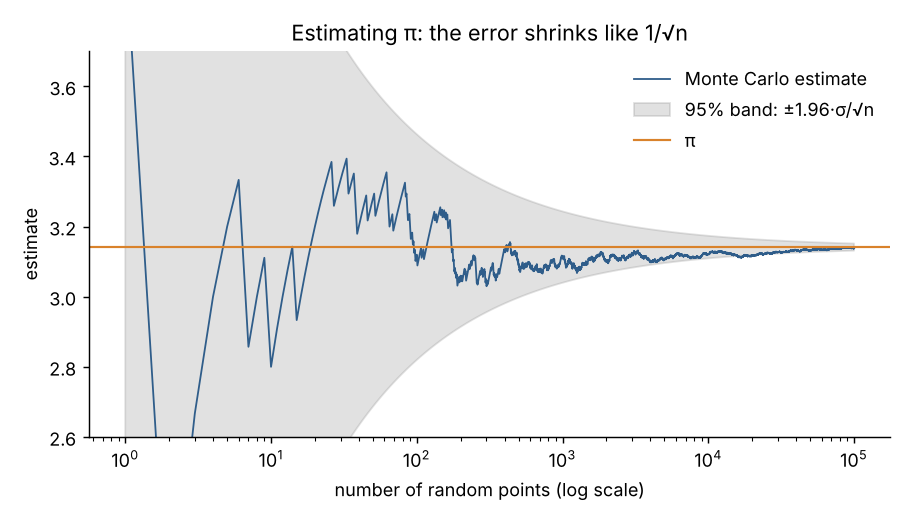 Estimating π: the error shrinks like 1/√n
Monte Carlo estimate
95% band: ±1.96·σ/√n
π
estimate
3.6
3.4
3.2
3.0
2.8
2.6
10⁰ 10¹ 10² 10³ 10⁴ 10⁵
number of random points (log scale)